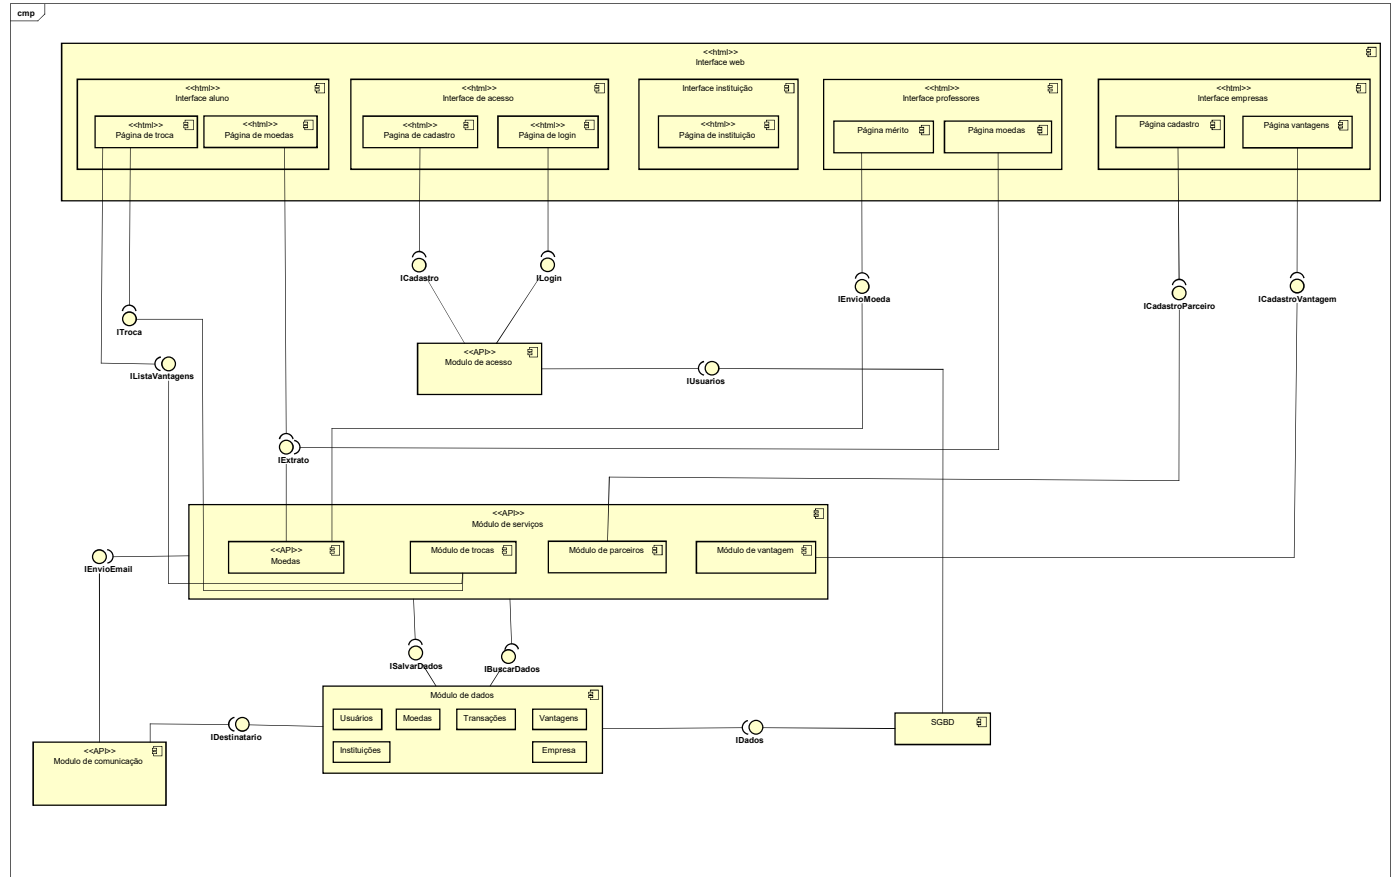 cmp
<<html>>
Interface web
<<html>>
Interface aluno
<<html>>
Página de troca
<<html>>
Página de moedas
<<html>>
Interface de acesso
<<html>>
Pagina de cadastro
<<html>>
Página de login
Interface instituição
<<html>>
Página de instituição
<<html>>
Interface professores
Página mérito
Página moedas
<<html>>
Interface empresas
Página cadastro
Página vantagens
ICadastro
ILogin
IEnvioMoeda
ICadastroParceiro
ICadastroVantagem
ITroca
IListaVantagens
<<API>>
Modulo de acesso
IUsuarios
IExtrato
<<API>>
Módulo de serviços
<<API>>
Moedas
Módulo de trocas
Módulo de parceiros
Módulo de vantagem
IEnvioEmail
ISalvarDados
IBuscarDados
Módulo de dados
Usuários
Moedas
Transações
Vantagens
Instituições
Empresa
IDestinatario
IDados
SGBD
<<API>>
Modulo de comunicação